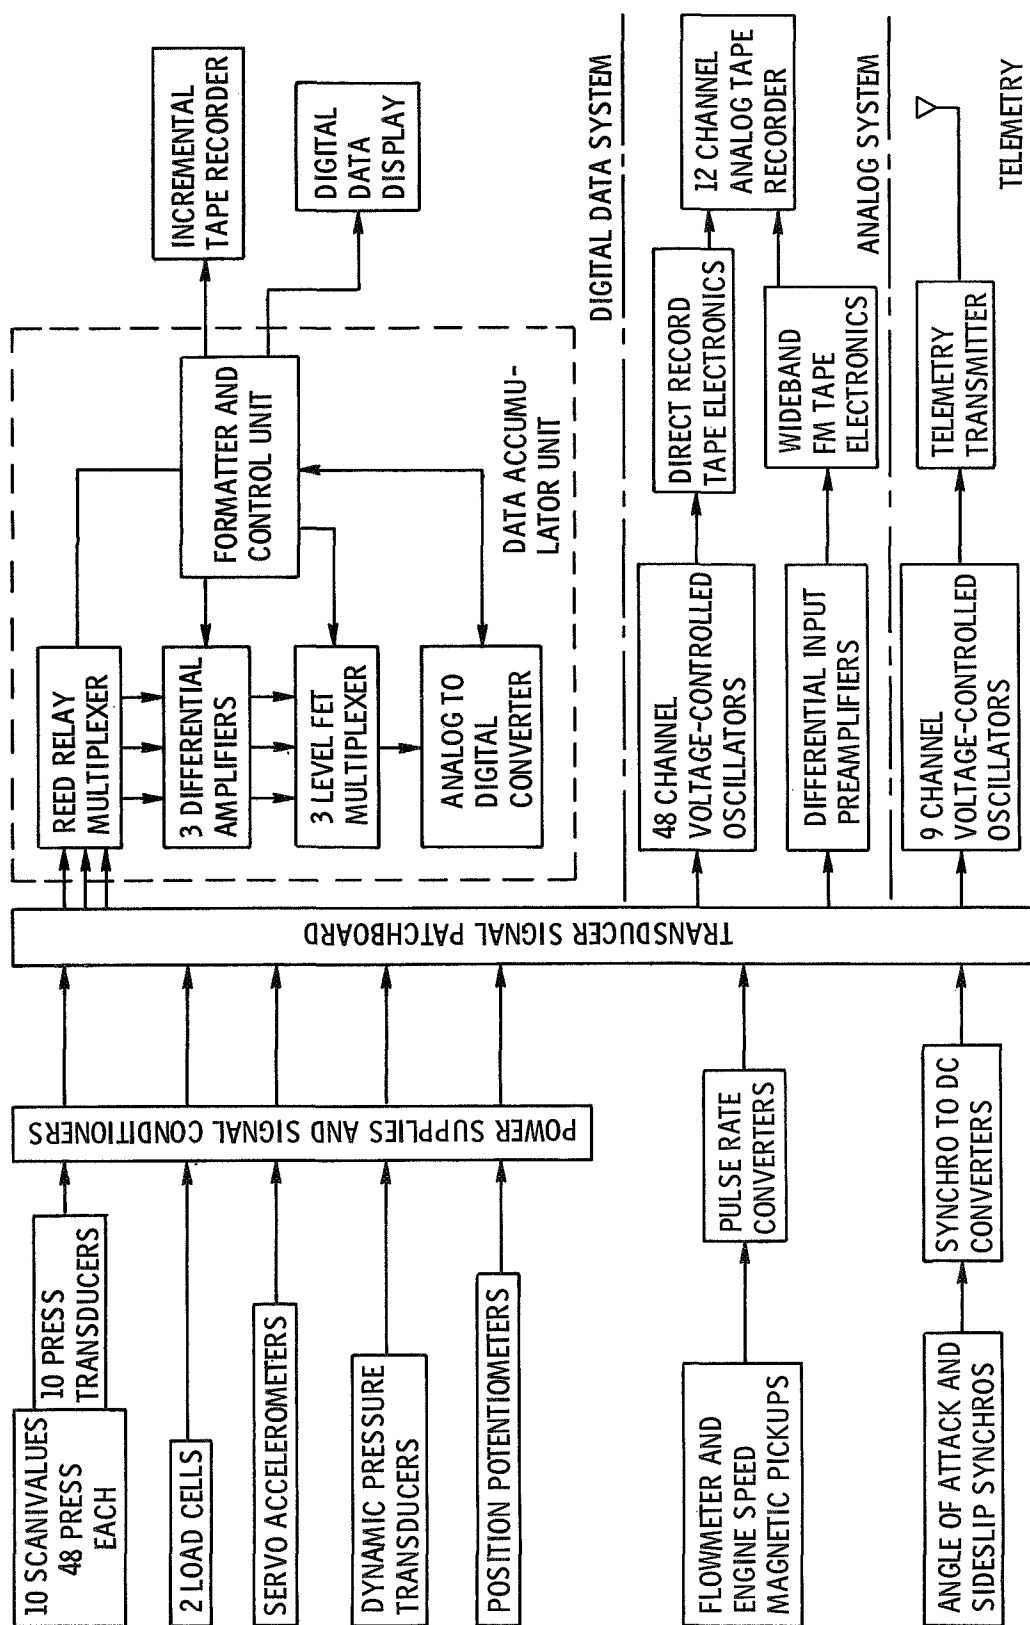 10 SCANIVALUES
48 PRESS
EACH
10 PRESS
TRANSDUCERS
2 LOAD CELLS
SERVO ACCELEROMETERS
DYNAMIC PRESSURE
TRANSDUCERS
POSITION POTENTIOMETERS
FLOWMETER AND
ENGINE SPEED
MAGNETIC PICKUPS
ANGLE OF ATTACK AND
SIDESLIP SYNCHROS
POWER SUPPLIES AND SIGNAL CONDITIONERS
PULSE RATE
CONVERTERS
SYNCHRO TO DC
CONVERTERS
TRANSDUCER SIGNAL PATCHBOARD
REED RELAY
MULTIPLEXER
3 DIFFERENTIAL
AMPLIFIERS
3 LEVEL FET
MULTIPLEXER
ANALOG TO
DIGITAL
CONVERTER
FORMATTER AND
CONTROL UNIT
DATA ACCUMU-
LATOR UNIT
INCREMENTAL
TAPE RECORDER
DIGITAL
DATA
DISPLAY
DIGITAL DATA SYSTEM
48 CHANNEL
VOLTAGE-CONTROLLED
OSCILLATORS
DIRECT RECORD
TAPE ELECTRONICS
12 CHANNEL
ANALOG TAPE
RECORDER
DIFFERENTIAL INPUT
PREAMPLIFIERS
WIDEBAND
FM TAPE
ELECTRONICS
ANALOG SYSTEM
9 CHANNEL
VOLTAGE-CONTROLLED
OSCILLATORS
TELEMETRY
TRANSMITTER
TELEMETRY